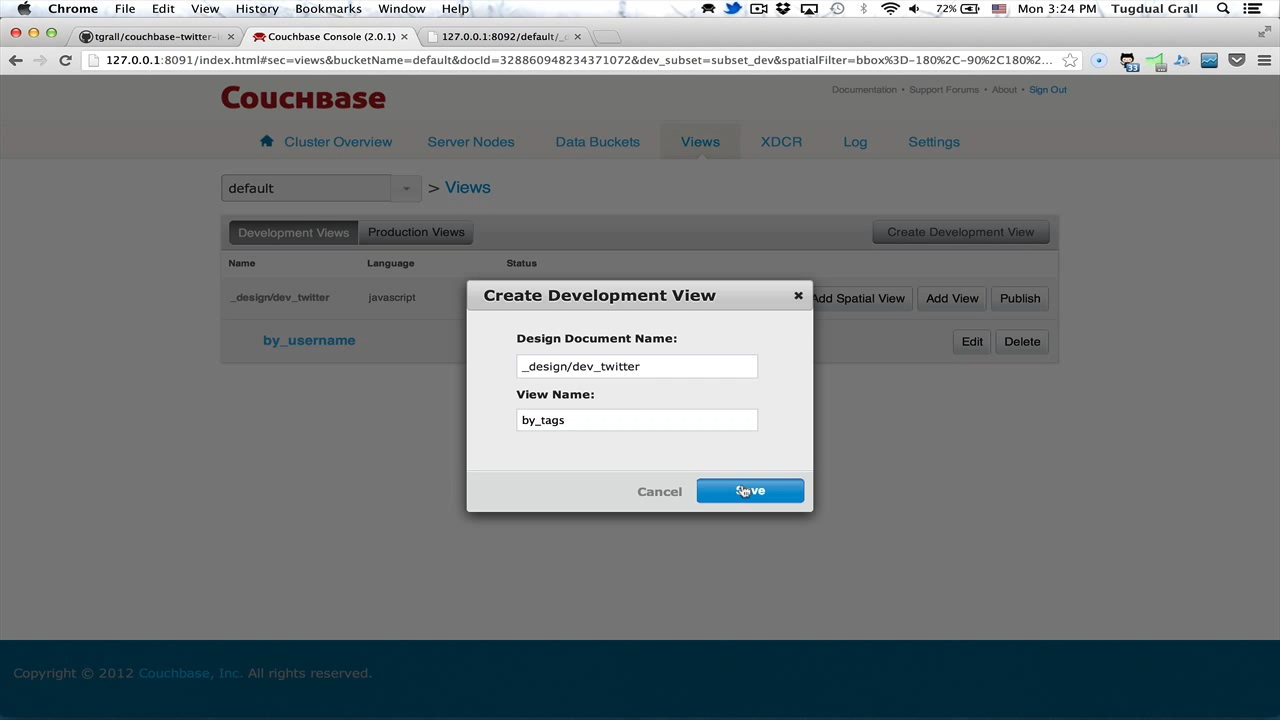 Chrome File Edit View History Bookmarks Window Help 72% Mon 3:24 PM Tugdual Grall
tgrall/couchbase-twitter-i Couchbase Console (2.0.1) 127.0.0.1:8092/default/_d
127.0.0.1:8091/index.html#sec=views&bucketName=default&docId=308860948234371072&dev_subset=subset_dev&spatialFilter=bbox%3D-180%2C-90%2C180%2...
33
COUCHBASE
Documentation • Support Forums • About • Sign Out
Cluster Overview Server Nodes Data Buckets Views XDCR Log Settings
default > Views
Development Views Production Views Create Development View
Name Language Status
_design/dev_twitter javascript Add Spatial View Add View Publish
by_username Edit Delete
Create Development View
Design Document Name:
_design/dev_twitter
View Name:
by_tags
Cancel Save
Copyright © 2012 Couchbase, Inc. All rights reserved.